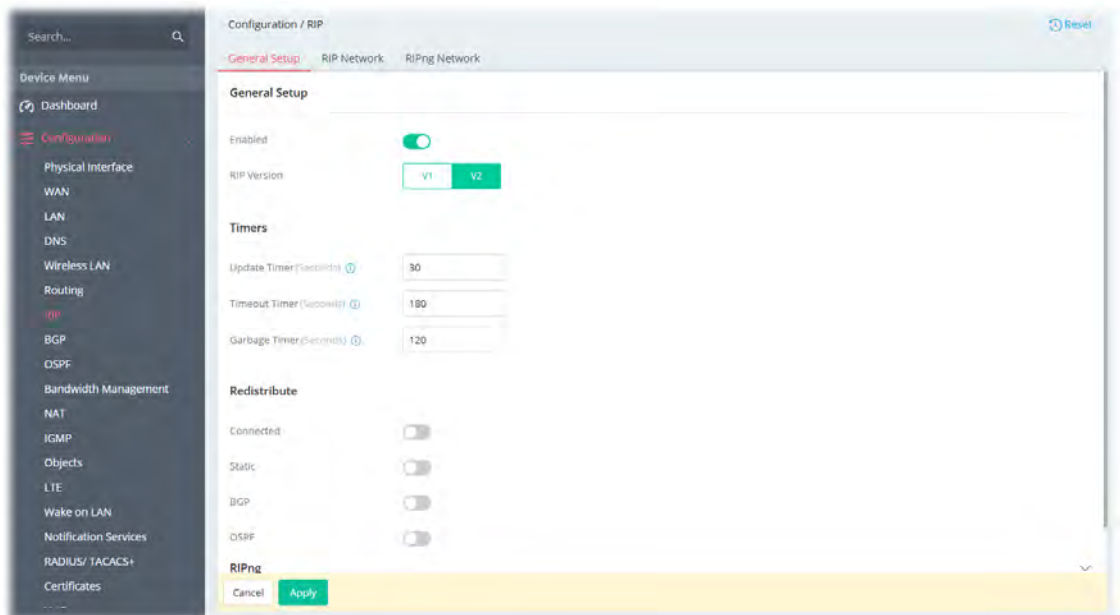 Search...
Device Menu
Dashboard
Configuration
Physical Interface
WAN
LAN
DNS
Wireless LAN
Routing
RIP
BGP
OSPF
Bandwidth Management
NAT
IGMP
Objects
LTE
Wake on LAN
Notification Services
RADIUS/ TACACS+
Certificates
Configuration / RIP
Reset
General Setup RIP Network RIPng Network
General Setup
Enabled
RIP Version V1 V2
Timers
Update Timer(Seconds) 30
Timeout Timer(Seconds) 180
Garbage Timer(Seconds) 120
Redistribute
Connected
Static
BGP
OSPF
RIPng
Cancel Apply